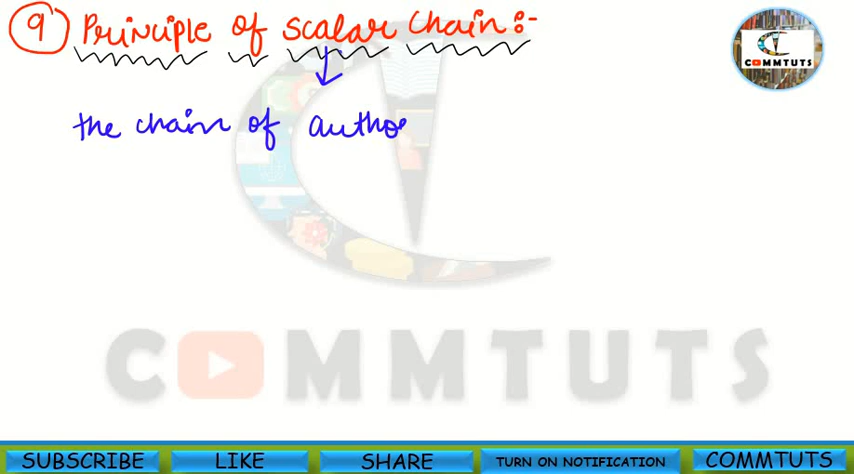 9 Principle of Scalar Chain :-
COMMTUTS
the chain of autho
COMMTUTS
SUBSCRIBE LIKE SHARE TURN ON NOTIFICATION COMMTUTS